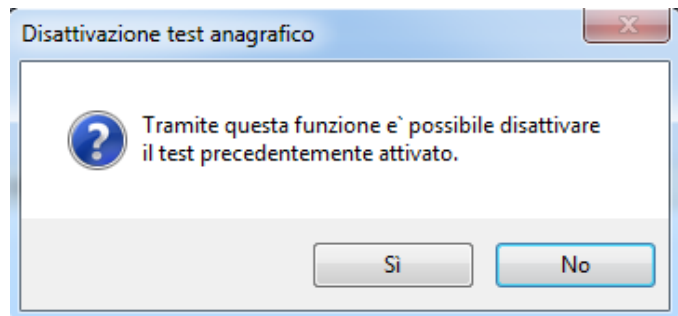 Disattivazione test anagrafico
Tramite questa funzione e` possibile disattivare
il test precedentemente attivato.
Sì
No